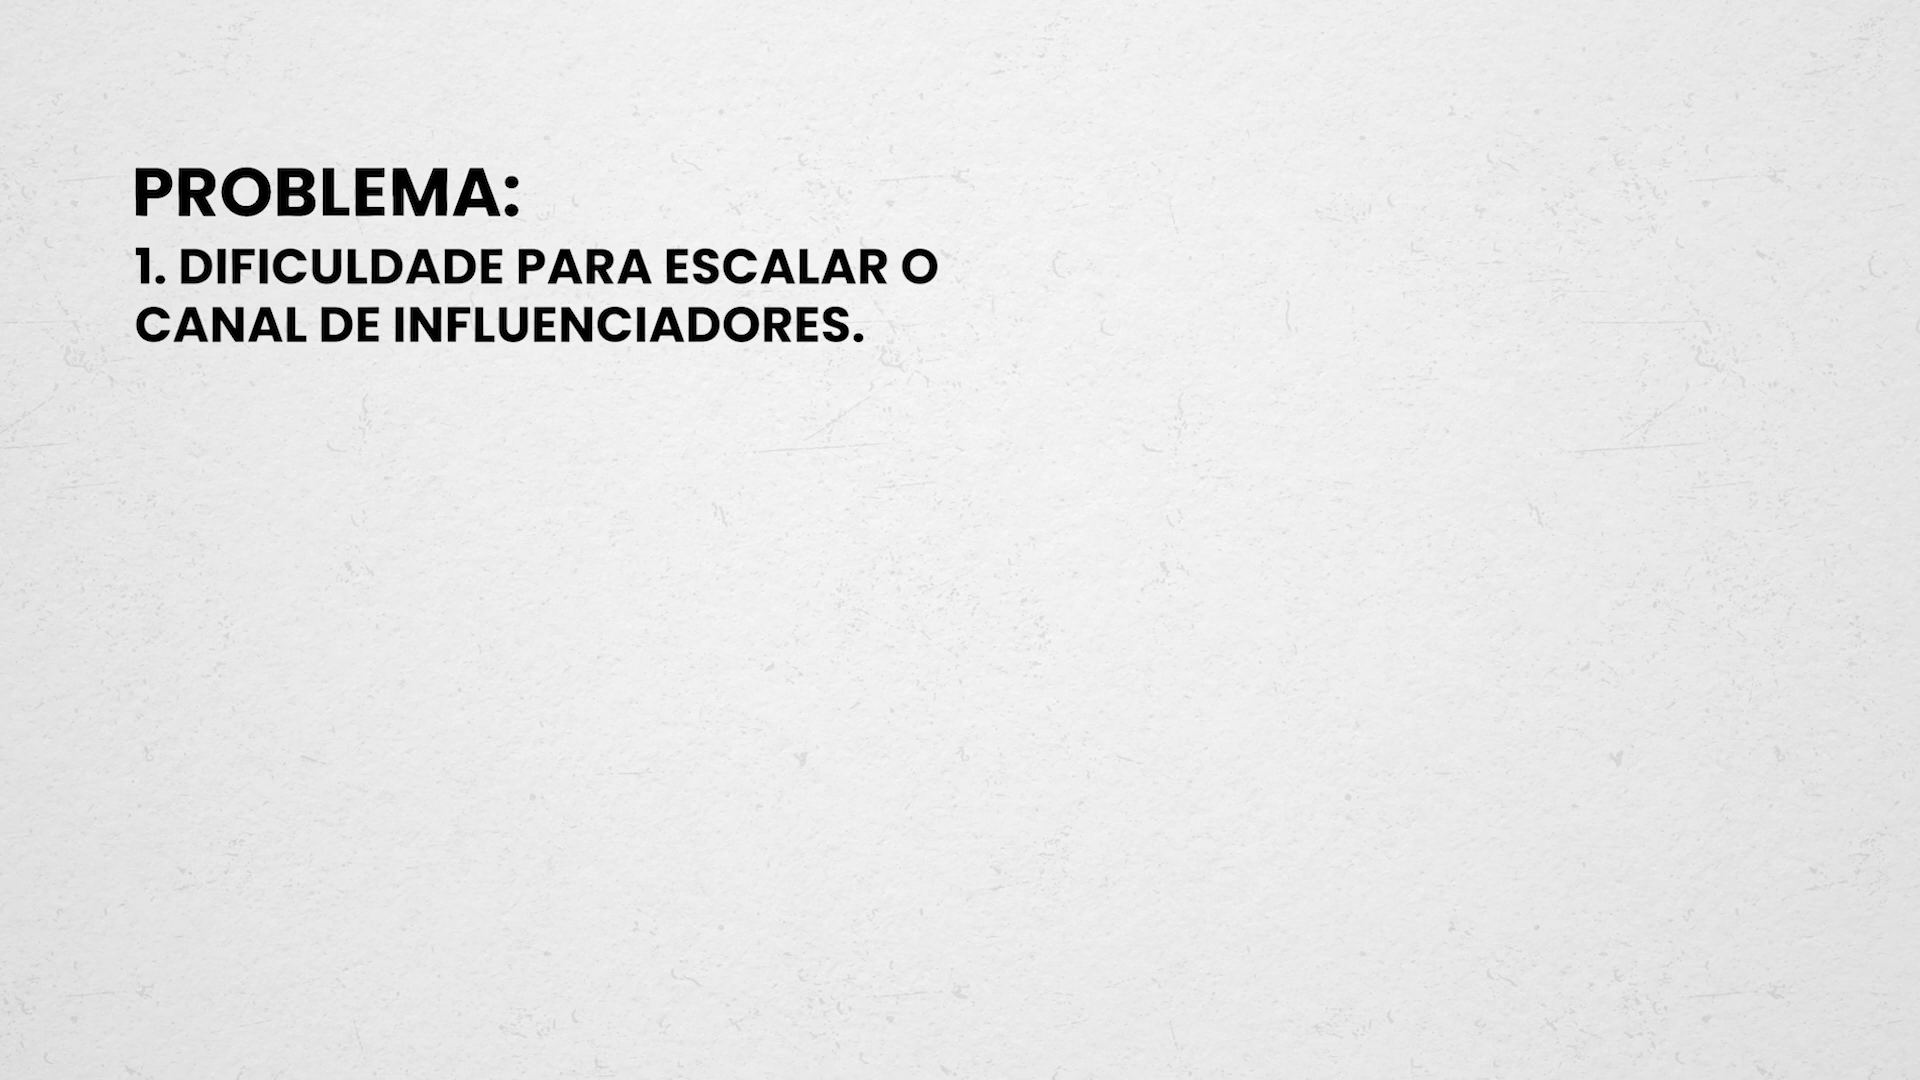 PROBLEMA:
1. DIFICULDADE PARA ESCALAR O
CANAL DE INFLUENCIADORES.